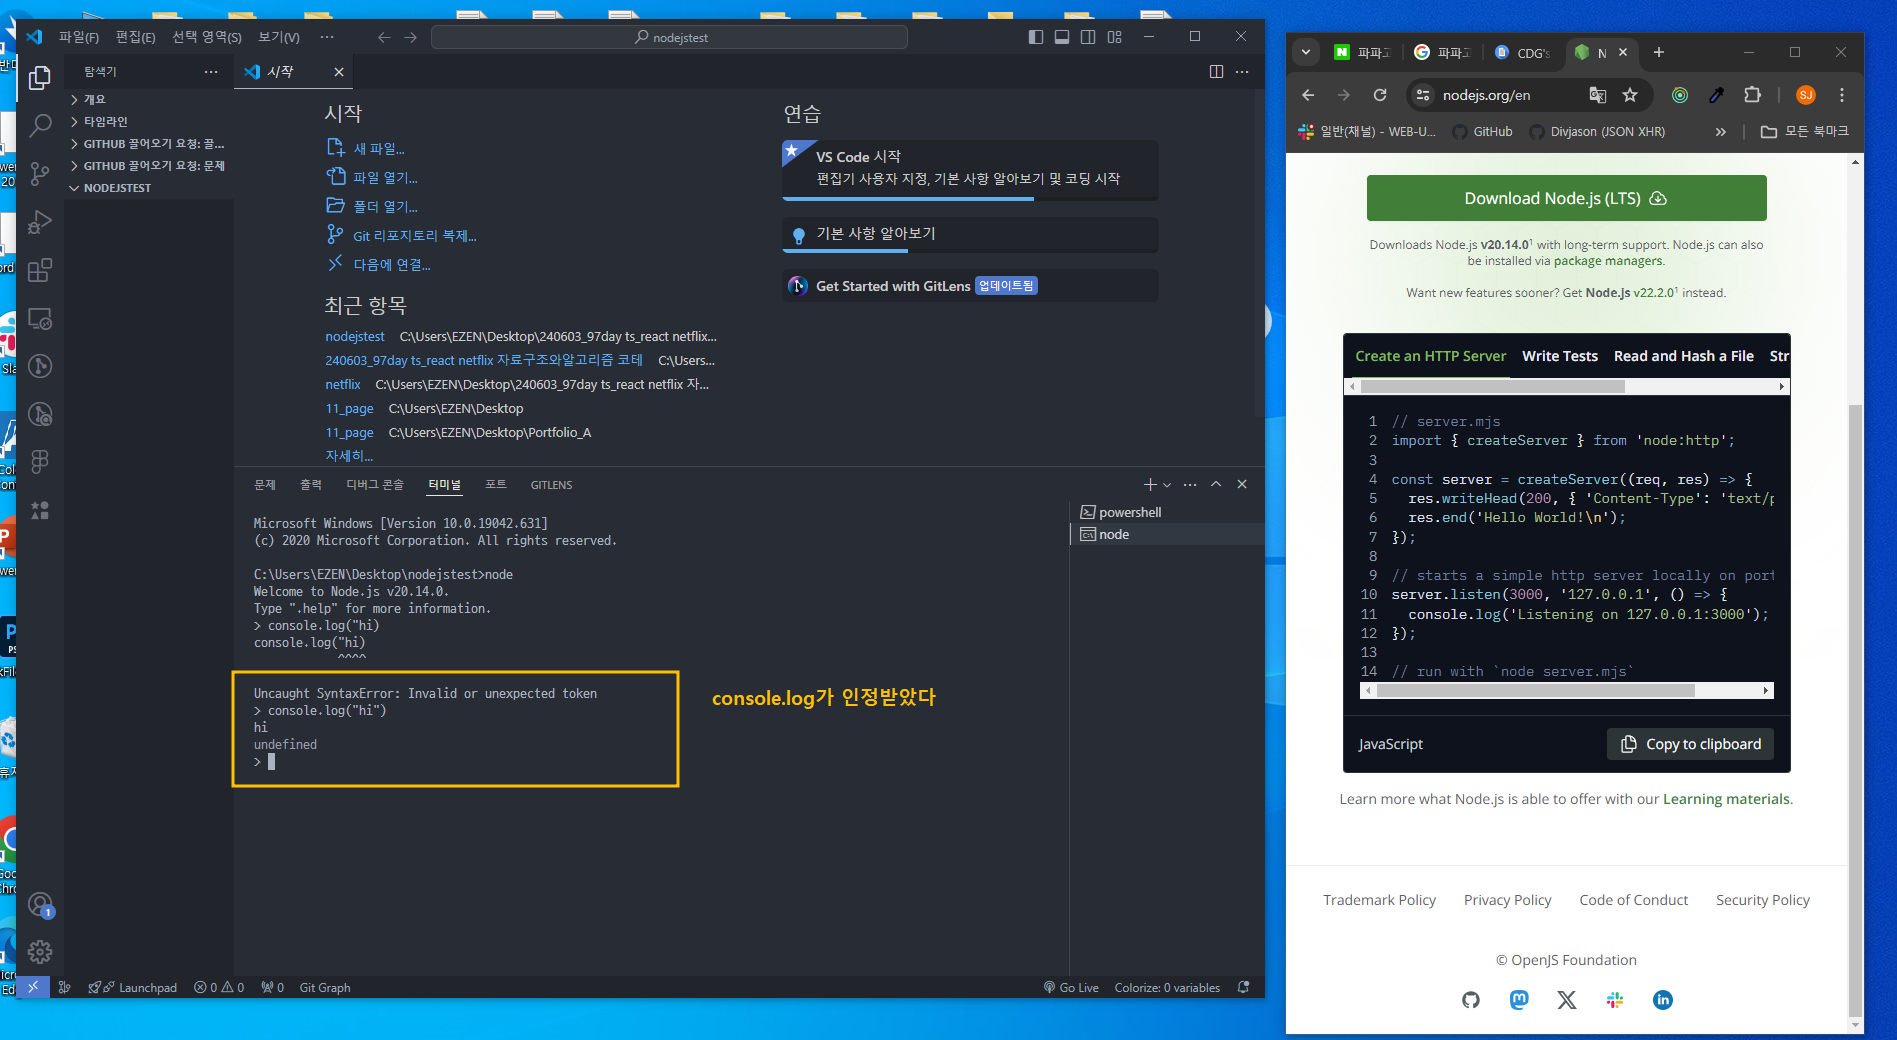 파일(F) 편집(E) 선택 영역(S) 보기(V) ··· nodejstest
탐색기 ···
개요
타임라인
GITHUB 끌어오기 요청: 끌...
GITHUB 끌어오기 요청: 문제
NODEJSTEST
시작
시작
새 파일...
파일 열기...
폴더 열기...
Git 리포지토리 복제...
다음에 연결...
최근 항목
nodejstest C:\Users\EZEN\Desktop\240603_97day ts_react netflix...
240603_97day ts_react netflix 자료구조와알고리즘 코테 C:\Users...
netflix C:\Users\EZEN\Desktop\240603_97day ts_react netflix 자...
11_page C:\Users\EZEN\Desktop
11_page C:\Users\EZEN\Desktop\Portfolio_A
자세히...
연습
VS Code 시작
편집기 사용자 지정, 기본 사항 알아보기 및 코딩 시작
기본 사항 알아보기
Get Started with GitLens 업데이트됨
문제 출력 디버그 콘솔 터미널 포트 GITLENS
Microsoft Windows [Version 10.0.19042.631]
(c) 2020 Microsoft Corporation. All rights reserved.
C:\Users\EZEN\Desktop\nodejstest>node
Welcome to Node.js v20.14.0.
Type ".help" for more information.
> console.log("hi)
console.log("hi)
^^^^
Uncaught SyntaxError: Invalid or unexpected token
> console.log("hi")
hi
undefined
>
console.log가 인정받았다
powershell
node
1
Launchpad 0 0 0 Git Graph
Go Live Colorize: 0 variables
파파고 파파고 CDG's N
nodejs.org/en
SJ
일반(채널) - WEB-U... GitHub Divjason (JSON XHR) » 모든 북마크
Download Node.js (LTS)
Downloads Node.js v20.14.0¹ with long-term support. Node.js can also
be installed via package managers.
Want new features sooner? Get Node.js v22.2.0¹ instead.
Create an HTTP Server Write Tests Read and Hash a File Str
1 // server.mjs
2 import { createServer } from 'node:http';
3
4 const server = createServer((req, res) => {
5 res.writeHead(200, { 'Content-Type': 'text/p
6 res.end('Hello World!\n');
7 });
8
9 // starts a simple http server locally on port
10 server.listen(3000, '127.0.0.1', () => {
11 console.log('Listening on 127.0.0.1:3000');
12 });
13
14 // run with `node server.mjs`
JavaScript Copy to clipboard
Learn more what Node.js is able to offer with our Learning materials.
Trademark Policy Privacy Policy Code of Conduct Security Policy
© OpenJS Foundation